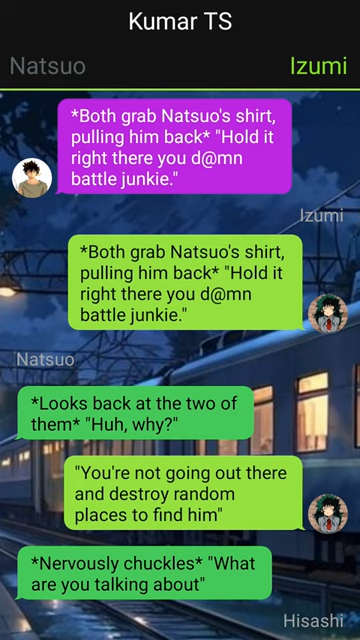 Kumar TS
Natsuo
Izumi
*Both grab Natsuo's shirt,
pulling him back* "Hold it
right there you d@mn
battle junkie."
Izumi
*Both grab Natsuo's shirt,
pulling him back* "Hold it
right there you d@mn
battle junkie."
Natsuo
*Looks back at the two of
them* "Huh, why?"
"You're not going out there
and destroy random
places to find him"
*Nervously chuckles* "What
are you talking about"
Hisashi